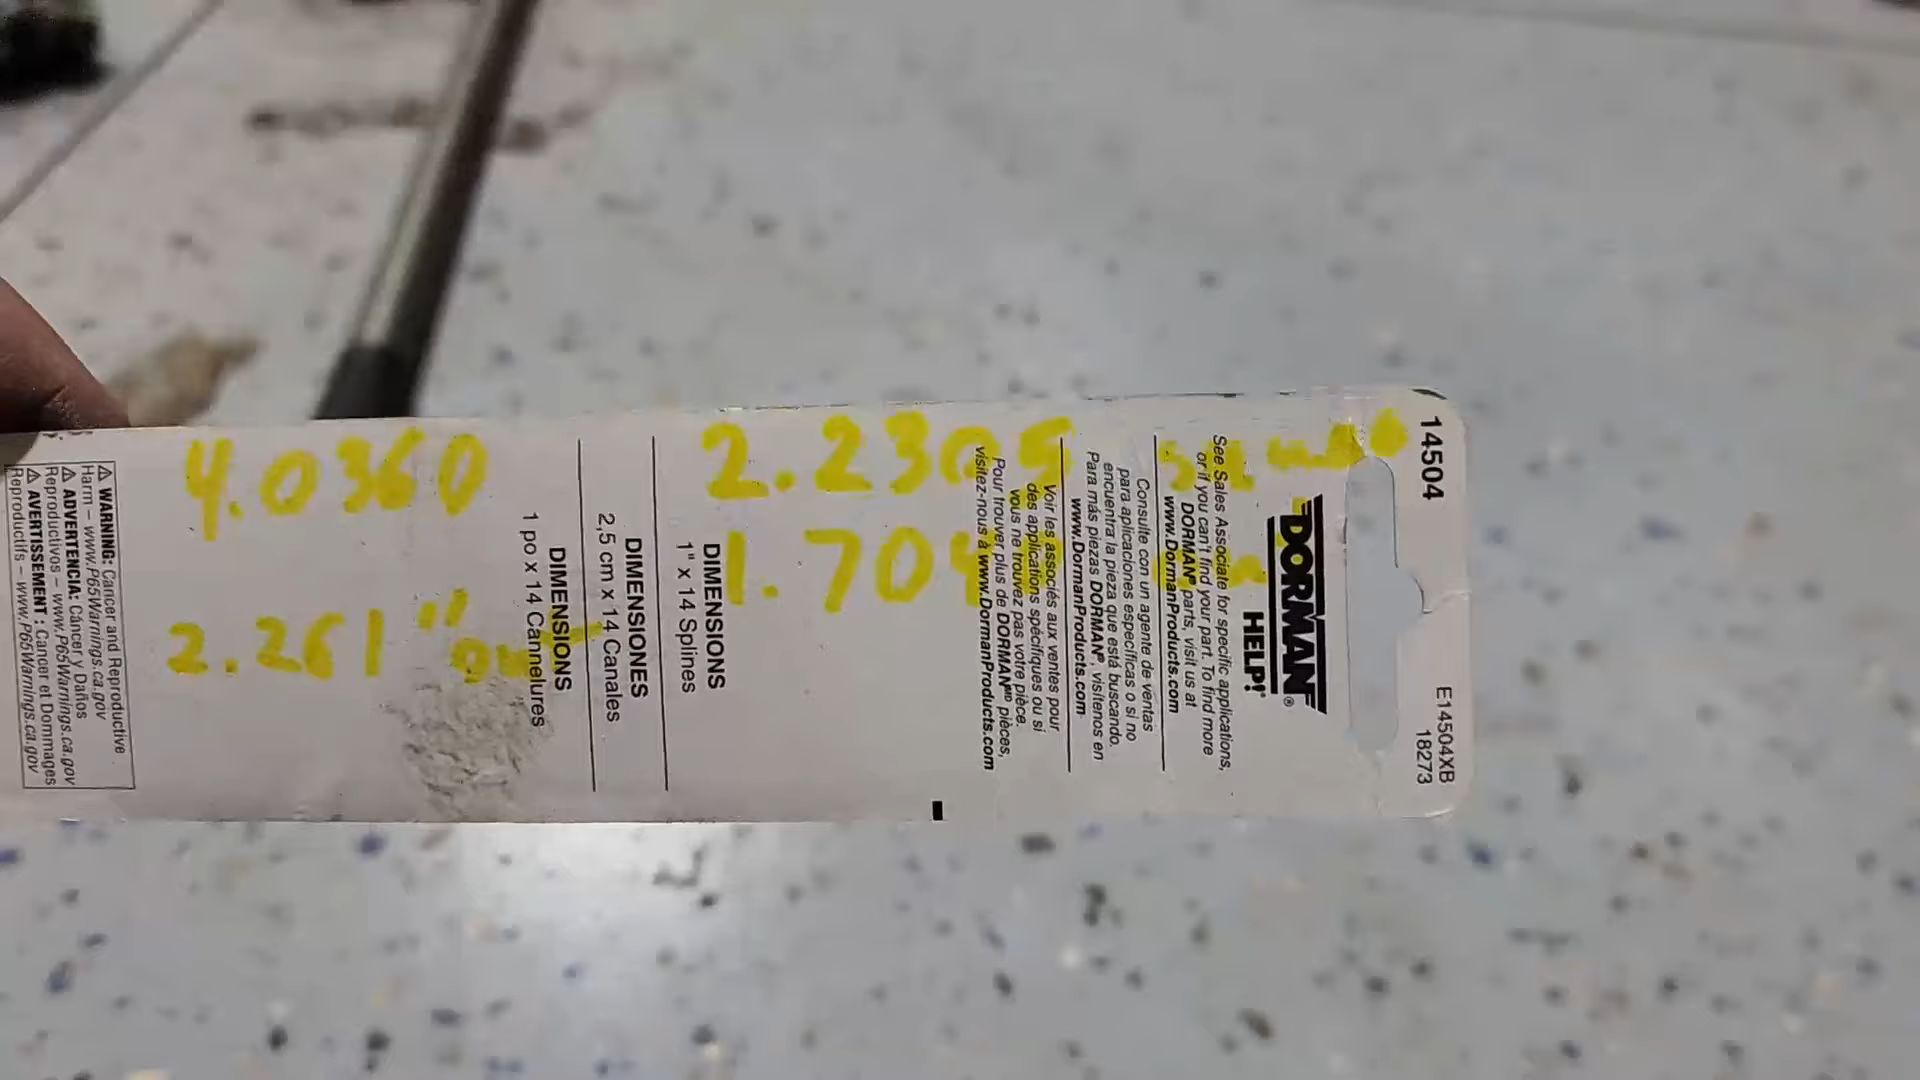 14504
E14504XB
18273
DORMAN®
HELP!®
See Sales Associate for specific applications,
or if you can't find your part. To find more
DORMAN® parts, visit us at
www.DormanProducts.com
Consulte con un agente de ventas
para aplicaciones específicas o si no
encuentra la pieza que está buscando.
Para más piezas DORMAN®, visítenos en
www.DormanProducts.com
Voir les associés aux ventes pour
des applications spécifiques ou si
vous ne trouvez pas votre pièce.
Pour trouver plus de DORMAN pièces,
visitez-nous à www.DormanProducts.com
DIMENSIONS
1" x 14 Splines
DIMENSIONES
2,5 cm x 14 Canales
DIMENSIONS
1 po x 14 Cannelures
⚠ WARNING: Cancer and Reproductive
Harm – www.P65Warnings.ca.gov
⚠ ADVERTENCIA: Cáncer y Daños
Reproductivos – www.P65Warnings.ca.gov
⚠ AVERTISSEMENT : Cancer et Dommages
Reproductifs – www.P65Warnings.ca.gov
4.0360
2.2305
1.704
2.261" out